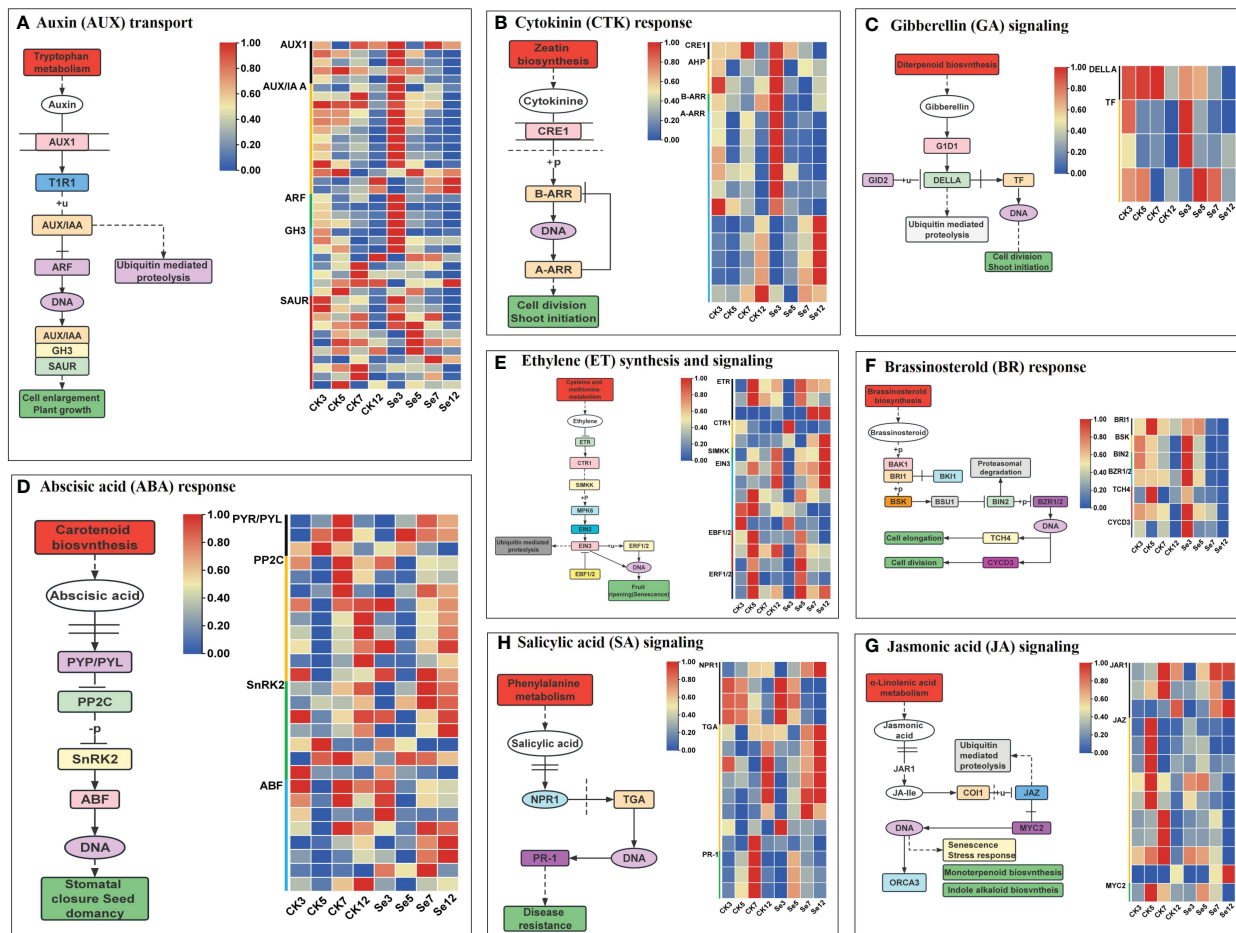 A Auxin (AUX) transport
Tryptophan
metabolism
Auxin
AUX1
T1R1
+u
AUX/IAA
ARF
Ubiquitin mediated
proteolysis
DNA
AUX/IAA
GH3
SAUR
Cell enlargement
Plant growth
1.00
0.80
0.60
0.40
0.20
0.00
AUX1
AUX/IA A
ARF
GH3
SAUR
CK3 CK5 CK7 CK12 Se3 Se5 Se7 Se12
B Cytokinin (CTK) response
Zeatin
biosynthesis
Cytokinine
CRE1
+p
B-ARR
DNA
A-ARR
Cell division
Shoot initiation
1.00
0.80
0.60
0.40
0.20
0.00
CRE1
AHP
B-ARR
A-ARR
CK3 CK5 CK7 CK12 Se3 Se5 Se7 Se12
C Gibberellin (GA) signaling
Diterpenoid biosvnthesis
Gibberellin
G1D1
GID2
+u
DELLA
TF
Ubiquitin mediated
proteolysis
DNA
Cell division
Shoot initiation
1.00
0.80
0.60
0.40
0.20
0.00
DELLA
TF
CK3 CK5 CK7 CK12 Se3 Se5 Se7 Se12
D Abscisic acid (ABA) response
Carotenoid
biosvnthesis
Abscisic acid
PYP/PYL
PP2C
-p
SnRK2
ABF
DNA
Stomatal
closure Seed
domancy
1.00
0.80
0.60
0.40
0.20
0.00
PYR/PYL
PP2C
SnRK2
ABF
CK3 CK5 CK7 CK12 Se3 Se5 Se7 Se12
E Ethylene (ET) synthesis and signaling
Cysteine and
methionine metabolism
Ethylene
ETR
CTR1
SIMKK
+P
MPK6
EIN2
Ubiquitin mediated
proteolysis
EIN3
+u
ERF1/2
EBF1/2
DNA
Fruit
ripening(Senescence)
1.00
0.80
0.60
0.40
0.20
0.00
ETR
CTR1
SIMKK
EIN3
EBF1/2
ERF1/2
CK3 CK5 CK7 CK12 Se3 Se5 Se7 Se12
F Brassinosterold (BR) response
Brassinosteroid
biosynthesis
Brassinosteroid
+p
BAK1
BRI1
BKI1
Proteasomal
degradation
+p
BSK
BSU1
BIN2
+p
BZR1/2
DNA
Cell elongation
TCH4
Cell division
CYCD3
1.00
0.80
0.60
0.40
0.20
0.00
BRI1
BSK
BIN2
BZR1/2
TCH4
CYCD3
CK3 CK5 CK7 CK12 Se3 Se5 Se7 Se12
H Salicylic acid (SA) signaling
Phenylalanine
metabolism
Salicylic acid
NPR1
TGA
PR-1
DNA
Disease
resistance
1.00
0.80
0.60
0.40
0.20
0.00
NPR1
TGA
PR-1
CK3 CK5 CK7 CK12 Se3 Se5 Se7 Se12
G Jasmonic acid (JA) signaling
α-Linolenic acid
metabolism
Jasmonic
acid
JAR1
Ubiquitin
mediated
proteolysis
JA-Ile
COI1
+u
JAZ
DNA
MYC2
Senescence
Stress response
Monoterpenoid biosvnthesis
ORCA3
Indole alkaloid biosvntheis
1.00
0.80
0.60
0.40
0.20
0.00
JAR1
JAZ
MYC2
CK3 CK5 CK7 CK12 Se3 Se5 Se7 Se12